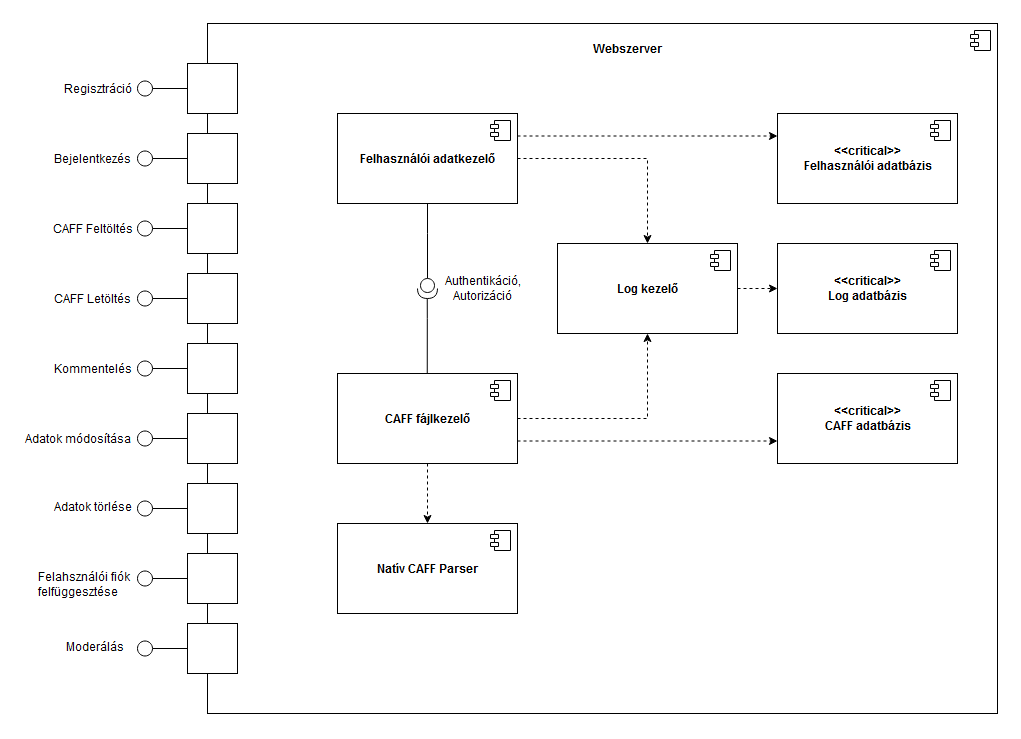 Webszerver
Regisztráció
Bejelentkezés
CAFF Feltöltés
CAFF Letöltés
Kommentelés
Adatok módosítása
Adatok törlése
Felahsználói fiók
felfüggesztése
Moderálás
Felhasználói adatkezelő
<<critical>>
Felhasználói adatbázis
Authentikáció,
Autorizáció
Log kezelő
<<critical>>
Log adatbázis
CAFF fájlkezelő
<<critical>>
CAFF adatbázis
Natív CAFF Parser